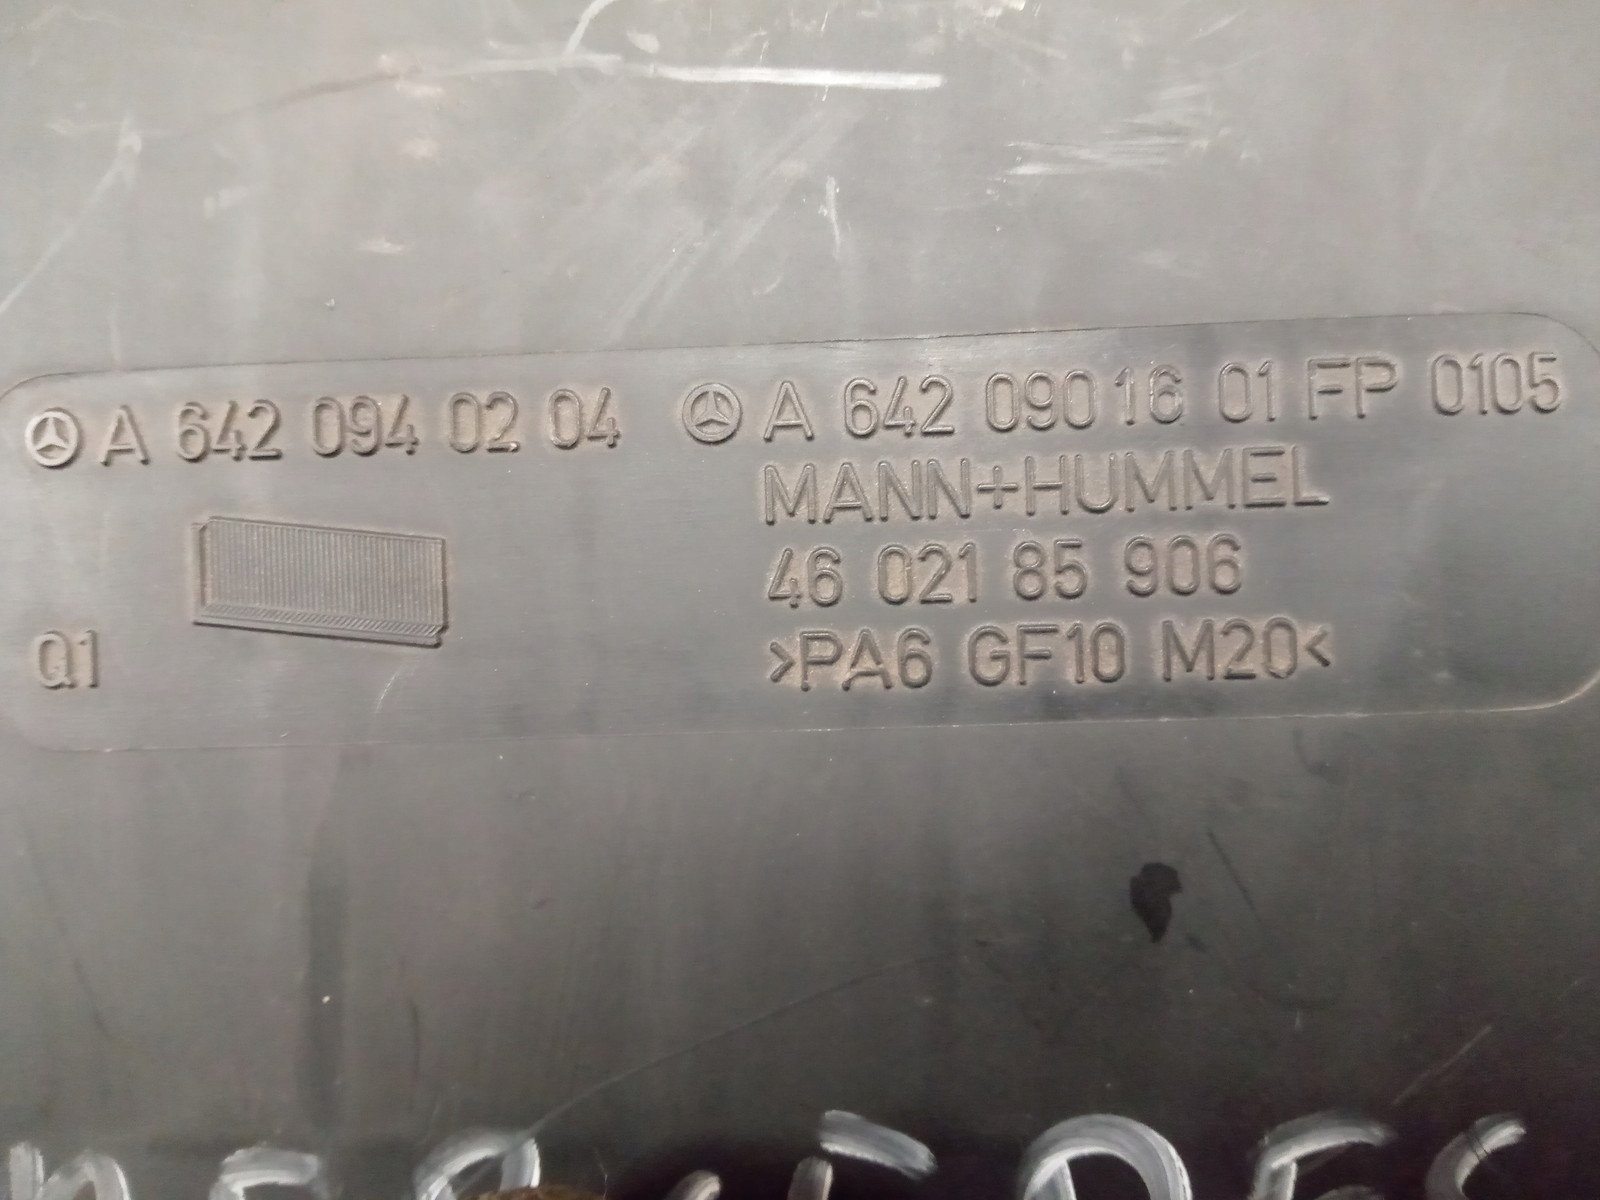 A 642 094 02 04
A 642 090 16 01 FP 0105
MANN+HUMMEL
46 021 85 906
>PA6 GF10 M20<
Q1